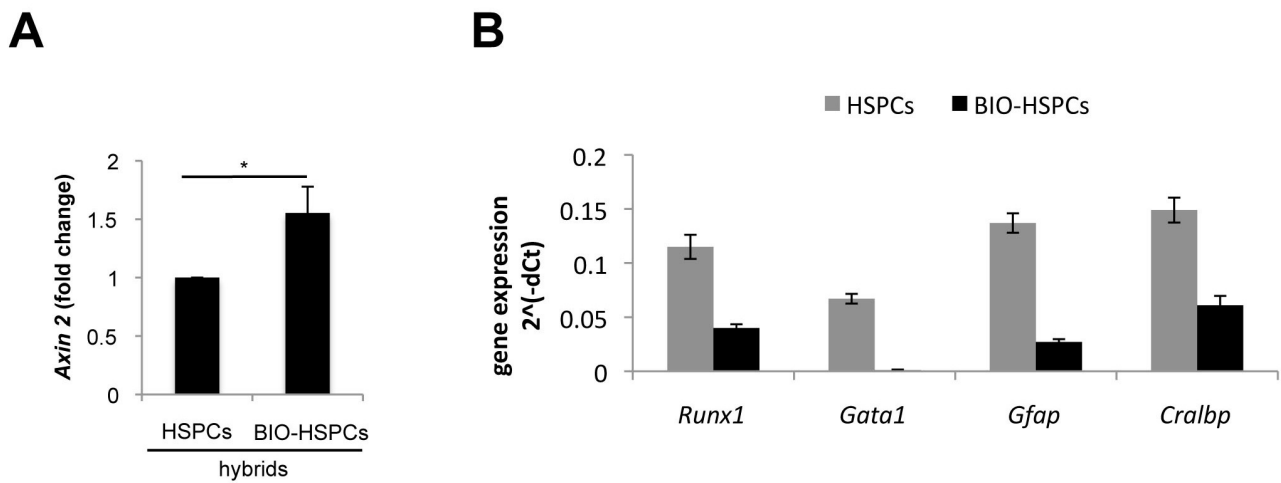 A
Axin 2 (fold change)
2
1.5
1
0.5
0
*
HSPCs BIO-HSPCs
hybrids
B
HSPCs BIO-HSPCs
gene expression
2^(-dCt)
0.2
0.15
0.1
0.05
0
Runx1 Gata1 Gfap Cralbp